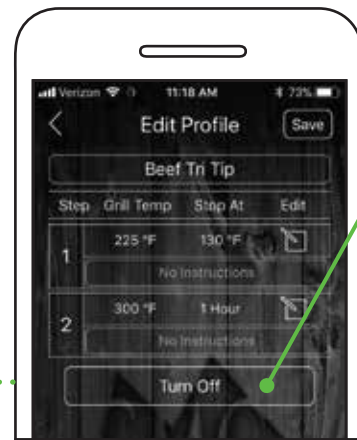 Verizon 11:18 AM 73%
Edit Profile Save
Beef Tri Tip
Step Grill Temp Stop At Edit
1 225 °F 130 °F
No Instructions
2 300 °F 1 Hour
No Instructions
Turn Off